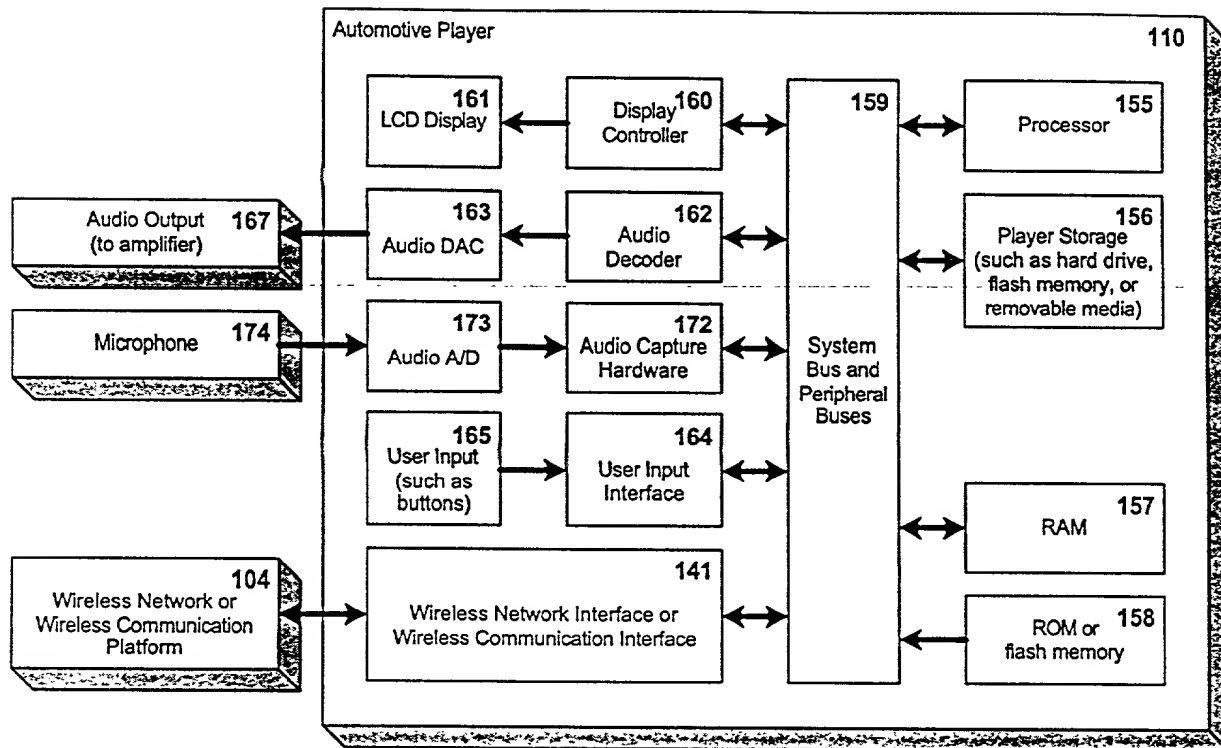 Automotive Player
110
161
LCD Display
160
Display
Controller
159
System
Bus and
Peripheral
Buses
155
Processor
167
Audio Output
(to amplifier)
163
Audio DAC
162
Audio
Decoder
156
Player Storage
(such as hard drive,
flash memory, or
removable media)
174
Microphone
173
Audio A/D
172
Audio Capture
Hardware
165
User Input
(such as
buttons)
164
User Input
Interface
157
RAM
104
Wireless Network or
Wireless Communication
Platform
141
Wireless Network Interface or
Wireless Communication Interface
158
ROM or
flash memory